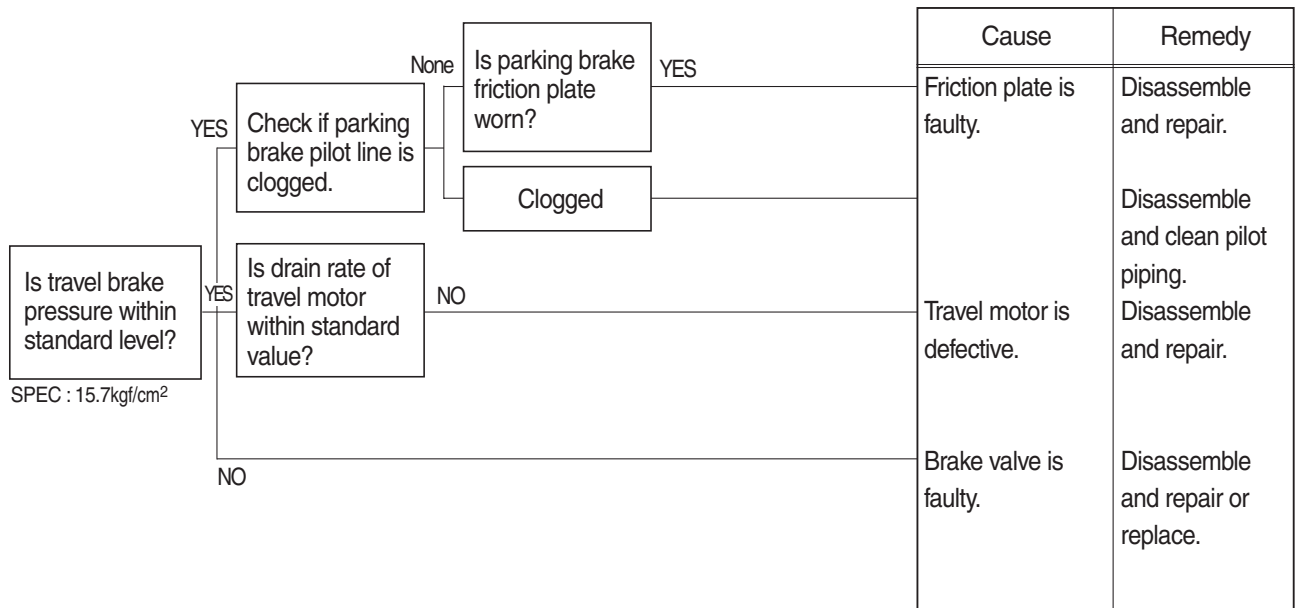 Cause
Remedy
None
Is parking brake
friction plate
worn?
YES
Friction plate is
faulty.
Disassemble
and repair.
YES
Check if parking
brake pilot line is
clogged.
Clogged
Disassemble
and clean pilot
piping.
Is travel brake
pressure within
standard level?
SPEC : 15.7kgf/cm²
YES
Is drain rate of
travel motor
within standard
value?
NO
Travel motor is
defective.
Disassemble
and repair.
NO
Brake valve is
faulty.
Disassemble
and repair or
replace.